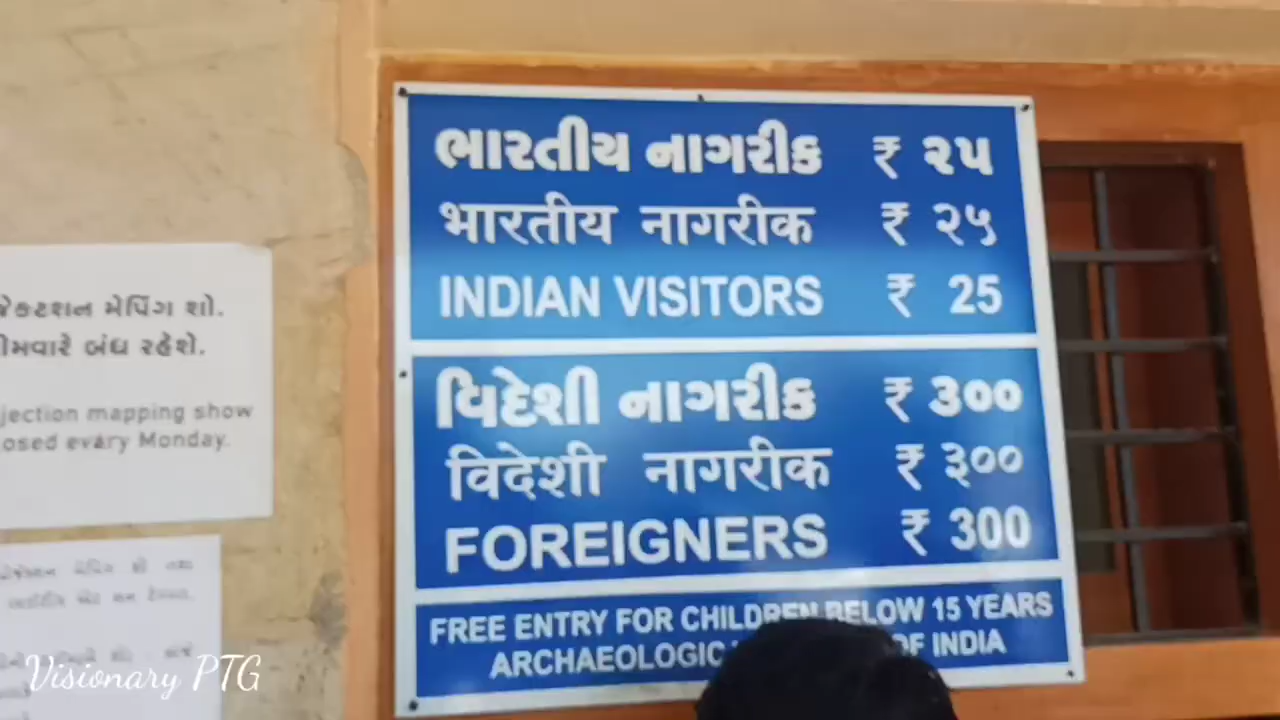 ભારતીય નાગરીક ₹ ૨૫
भारतीय नागरीक ₹ २५
INDIAN VISITORS ₹ 25
વિદેશી નાગરીક ₹ ૩૦૦
विदेशी नागरीक ₹ ३००
FOREIGNERS ₹ 300
FREE ENTRY FOR CHILDREN BELOW 15 YEARS
ARCHAEOLOGIC OF INDIA
જેક્ટશન મેપિંગ શો.
મવારે બંધ રહેશે.
jection mapping show
osed every Monday.
Visionary PTG